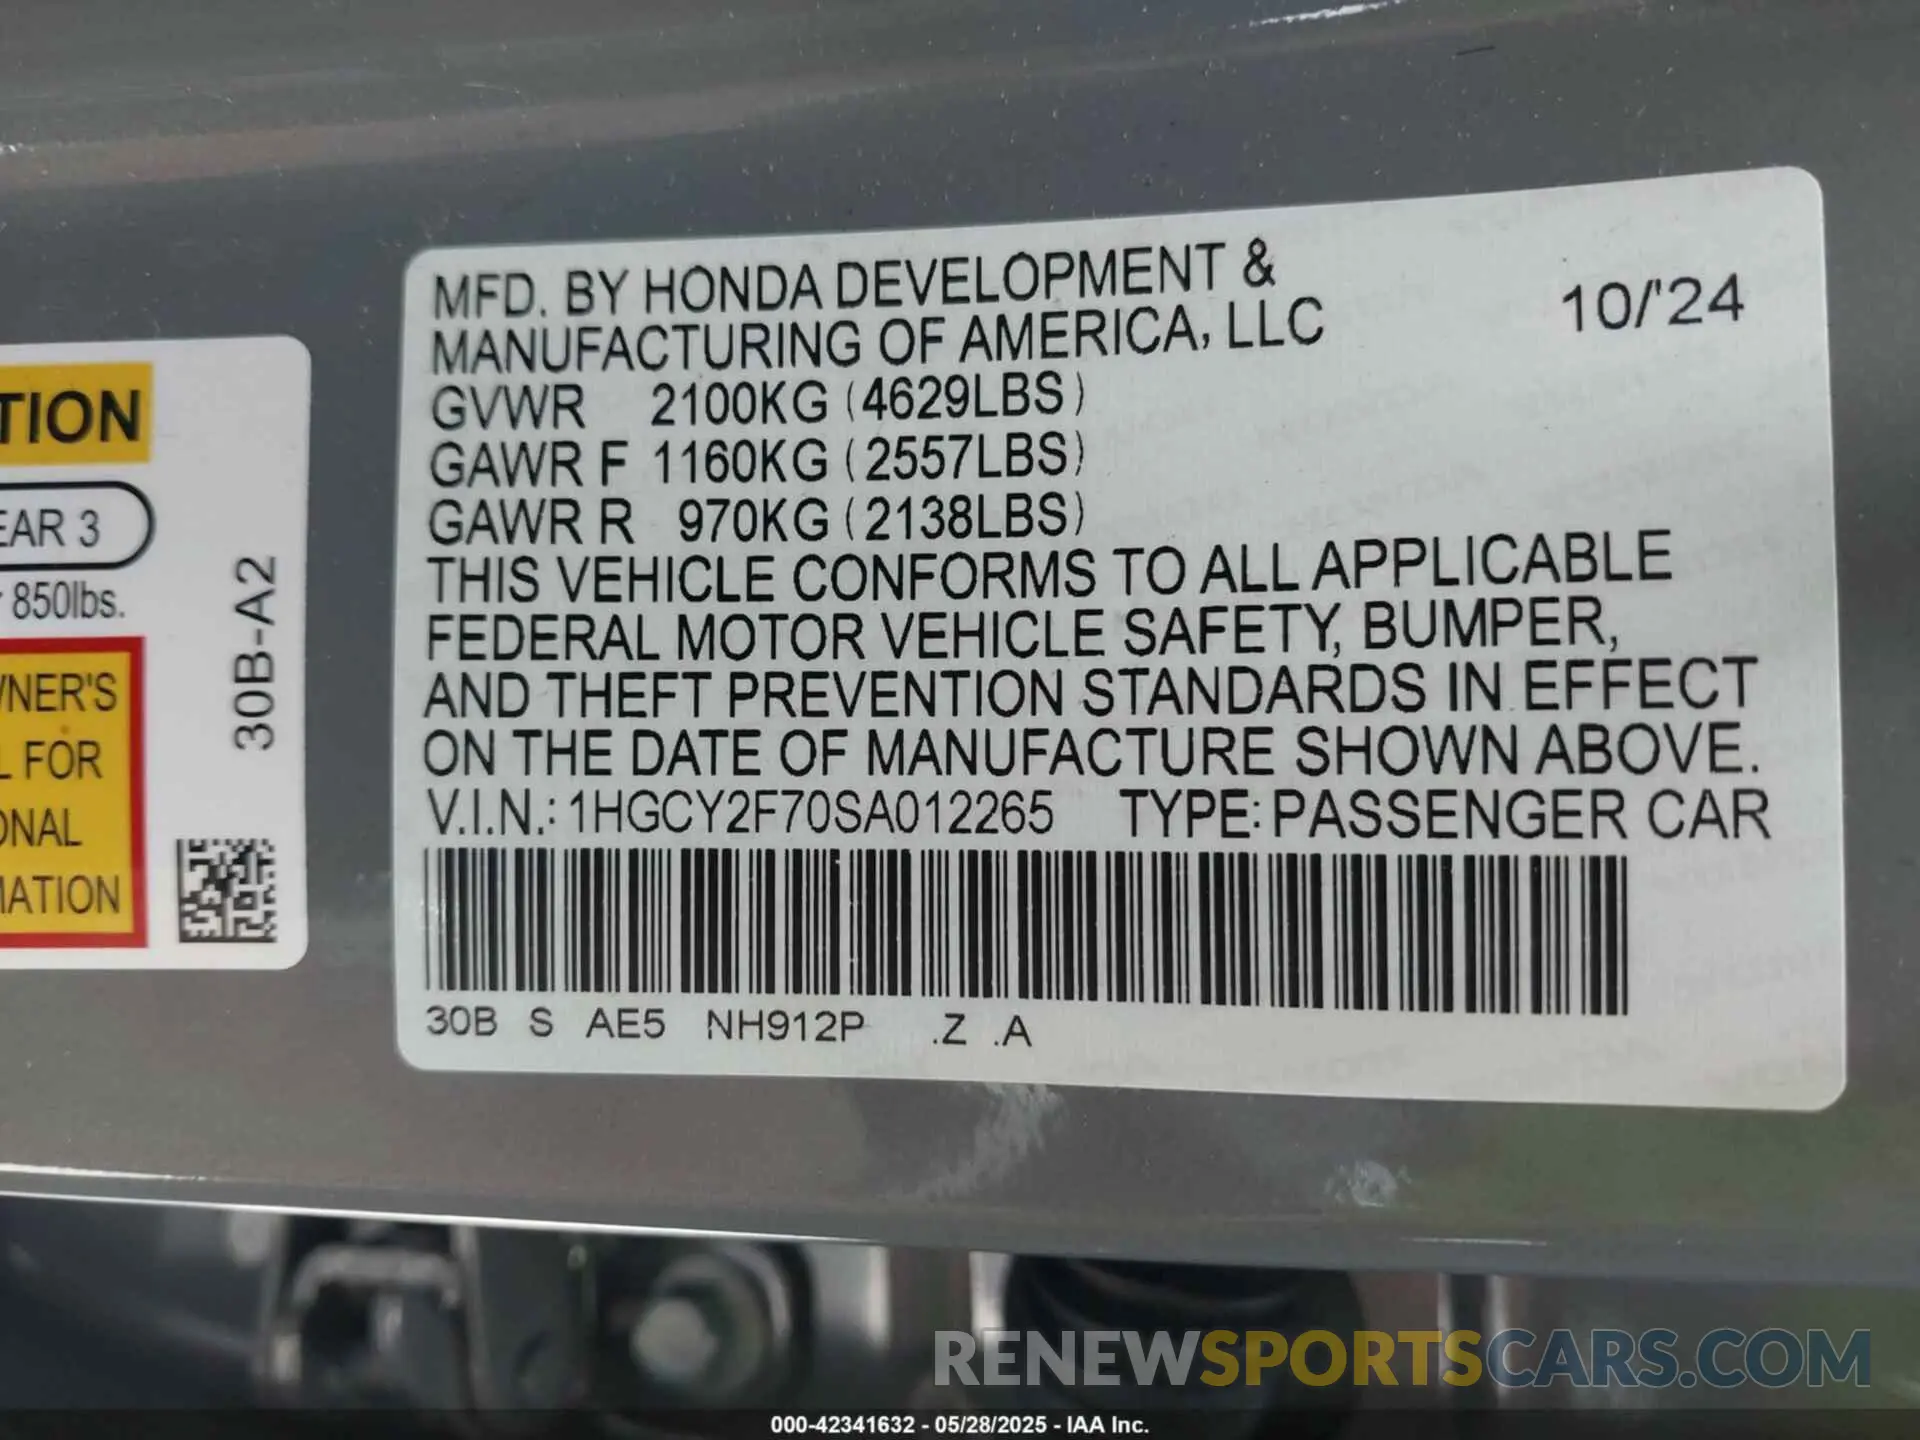 MFD. BY HONDA DEVELOPMENT &
MANUFACTURING OF AMERICA, LLC
10/'24
GVWR 2100KG (4629LBS)
GAWR F 1160KG (2557LBS)
GAWR R 970KG (2138LBS)
THIS VEHICLE CONFORMS TO ALL APPLICABLE
FEDERAL MOTOR VEHICLE SAFETY, BUMPER,
AND THEFT PREVENTION STANDARDS IN EFFECT
ON THE DATE OF MANUFACTURE SHOWN ABOVE.
V.I.N.: 1HGCY2F70SA012265 TYPE: PASSENGER CAR
30B S AE5 NH912P .Z .A
TION
EAR 3
850lbs.
NER'S
L FOR
ONAL
MATION
30B-A2
RENEWSPORTSCARS.COM
000-42341632 - 05/28/2025 - IAA Inc.